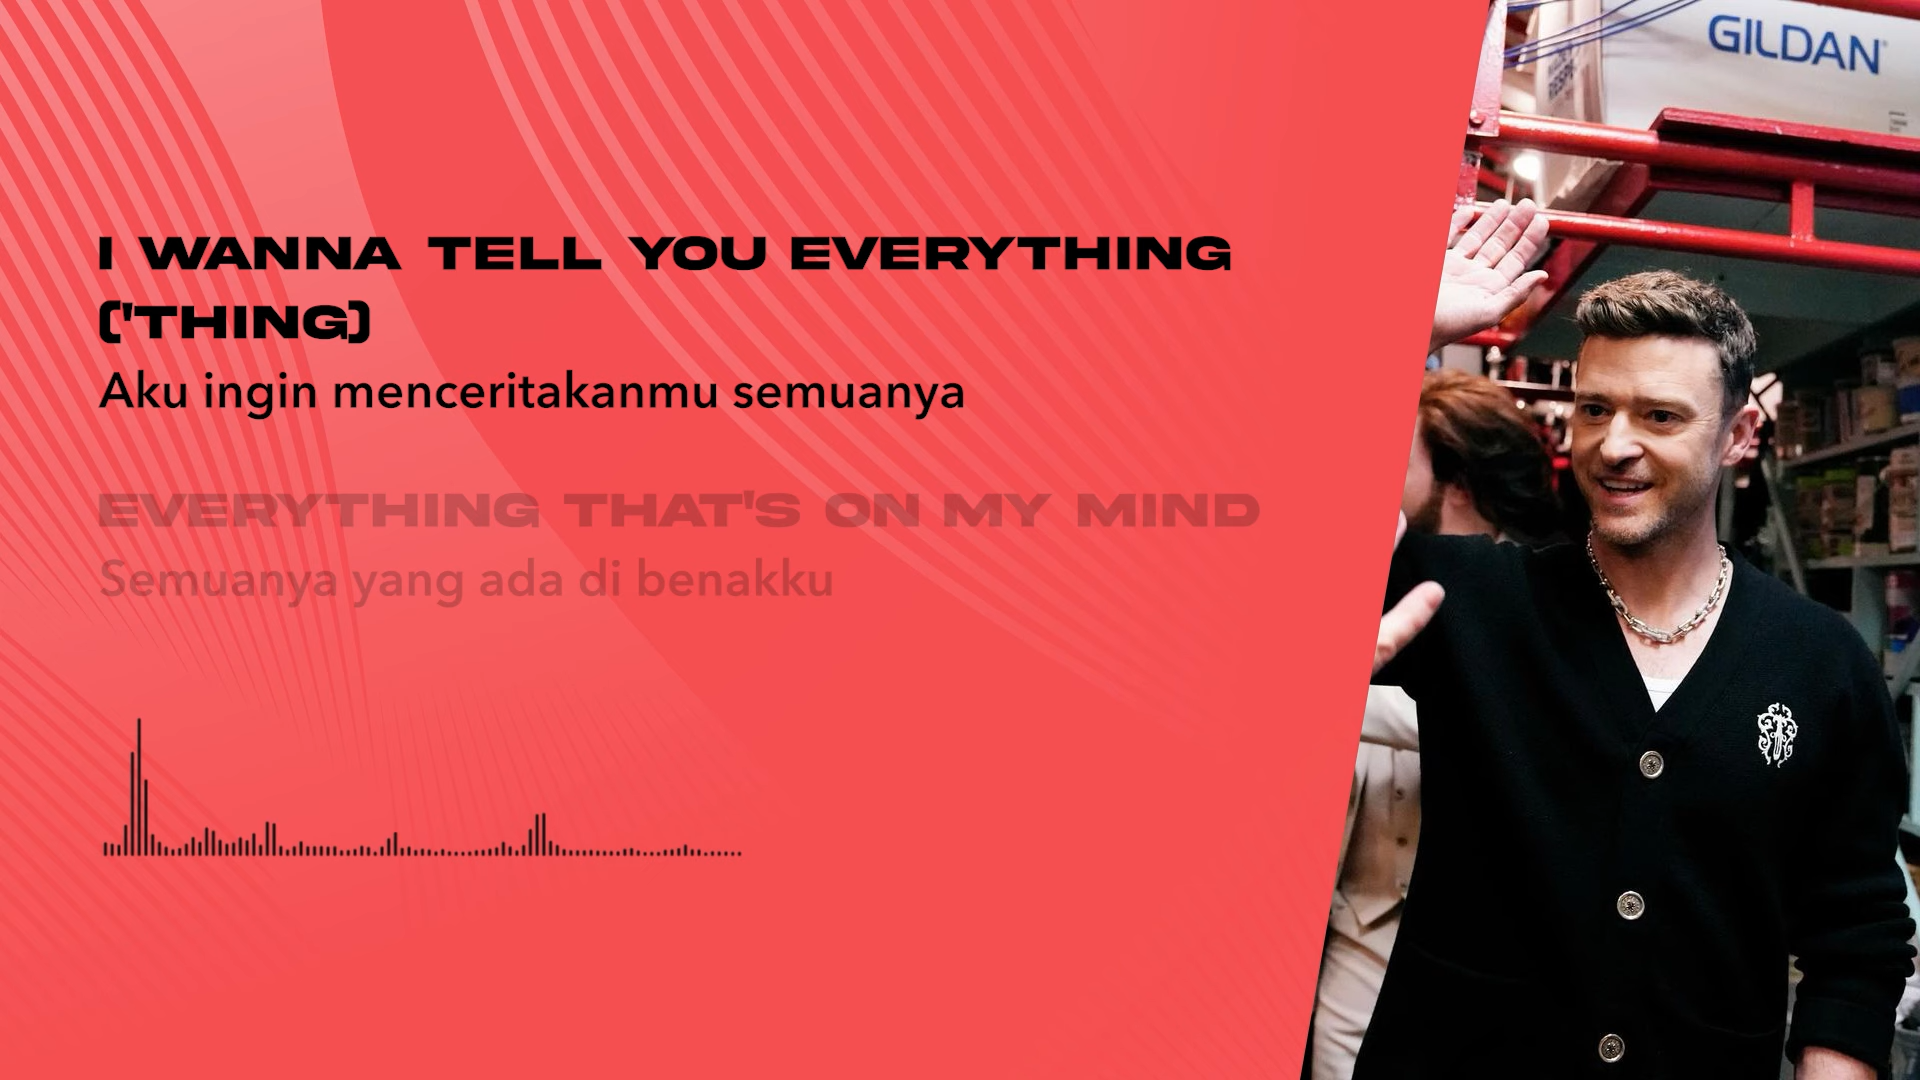 GILDAN
I WANNA TELL YOU EVERYTHING
('THING)
Aku ingin menceritakanmu semuanya
EVERYTHING THAT'S ON MY MIND
Semuanya yang ada di benakku